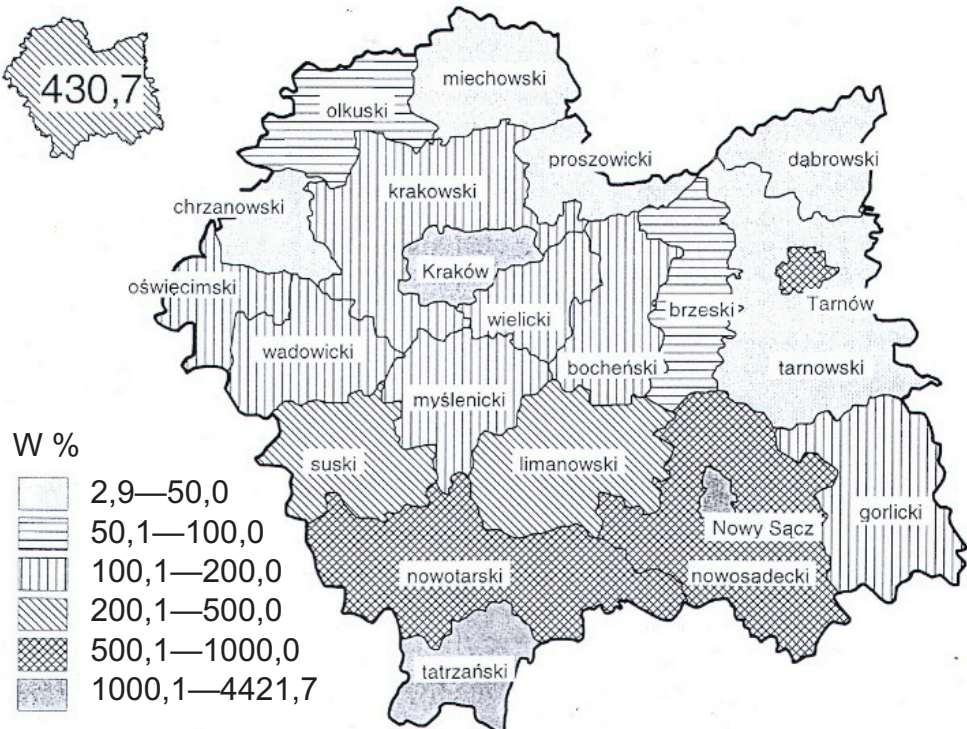 430,7
miechowski
olkuski
proszowicki
dąbrowski
krakowski
chrzanowski
Kraków
oświęcimski
Tarnów
brzeski
wielicki
wadowicki
bocheński
tarnowski
myślenicki
suski
limanowski
gorlicki
Nowy Sącz
nowotarski
nowosądecki
tatrzański
W %
2,9—50,0
50,1—100,0
100,1—200,0
200,1—500,0
500,1—1000,0
1000,1—4421,7